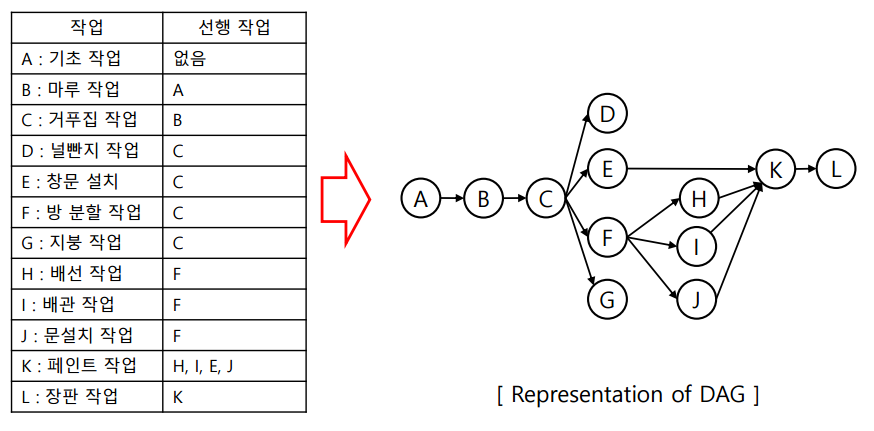 작업 선행 작업
A : 기초 작업 없음
B : 마루 작업 A
C : 거푸집 작업 B
D : 널빤지 작업 C
E : 창문 설치 C
F : 방 분할 작업 C
G : 지붕 작업 C
H : 배선 작업 F
I : 배관 작업 F
J : 문설치 작업 F
K : 페인트 작업 H, I, E, J
L : 장판 작업 K
D
E
K
L
A
B
C
H
F
I
G
J
[ Representation of DAG ]